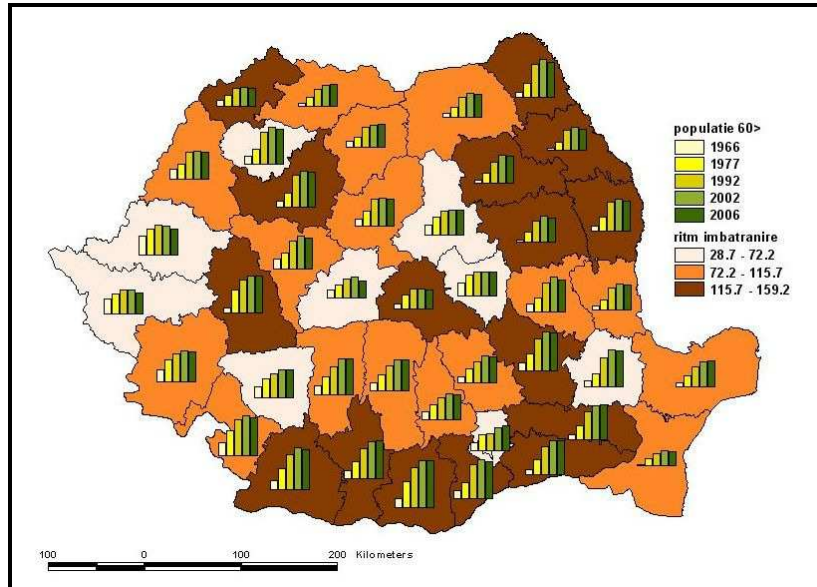 populatie 60>
1966
1977
1992
2002
2006
ritm imbatranire
28.7 - 72.2
72.2 - 115.7
115.7 - 159.2
100 0 100 200 Kilometers